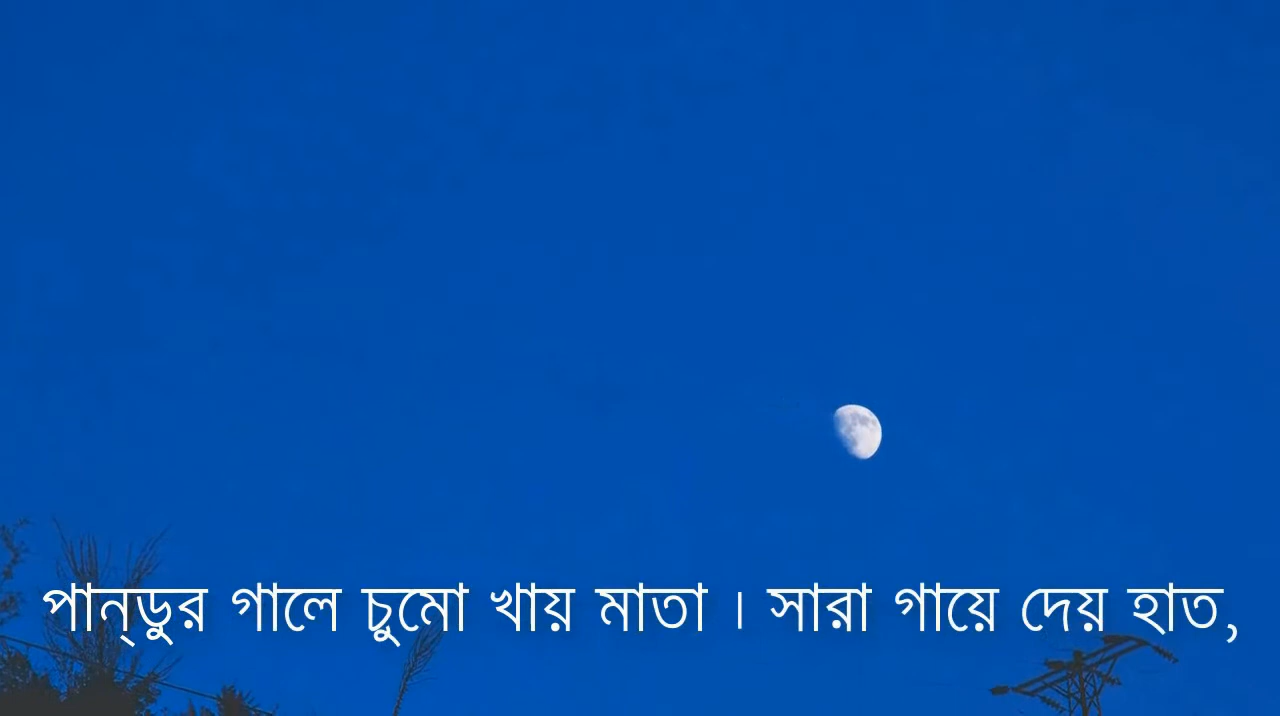 পান্‌ডুর গালে চুমো খায় মাতা । সারা গায়ে দেয় হাত,